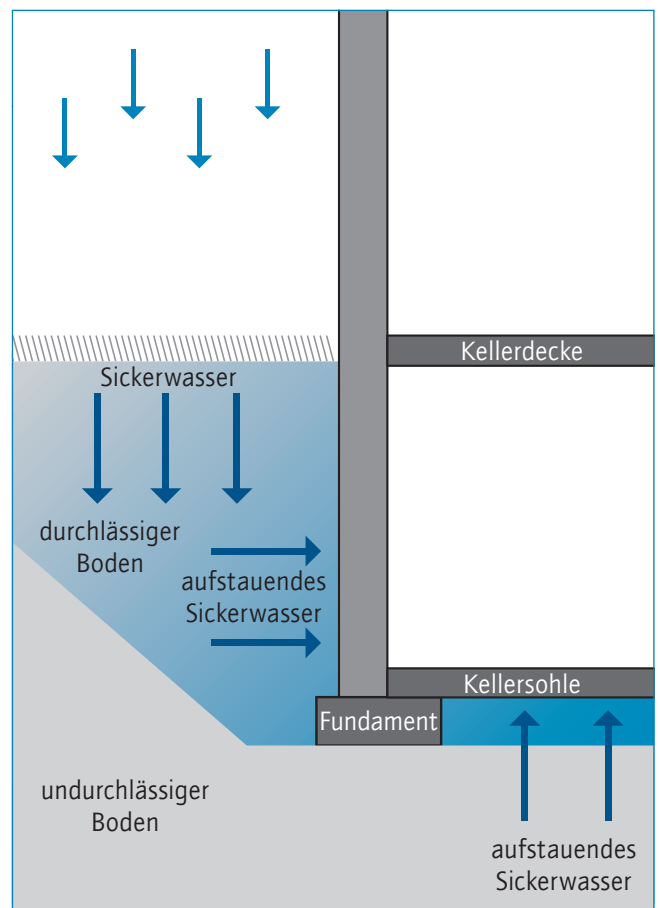 Kellerdecke
Sickerwasser
durchlässiger
Boden
aufstauendes
Sickerwasser
Kellersohle
Fundament
undurchlässiger
Boden
aufstauendes
Sickerwasser